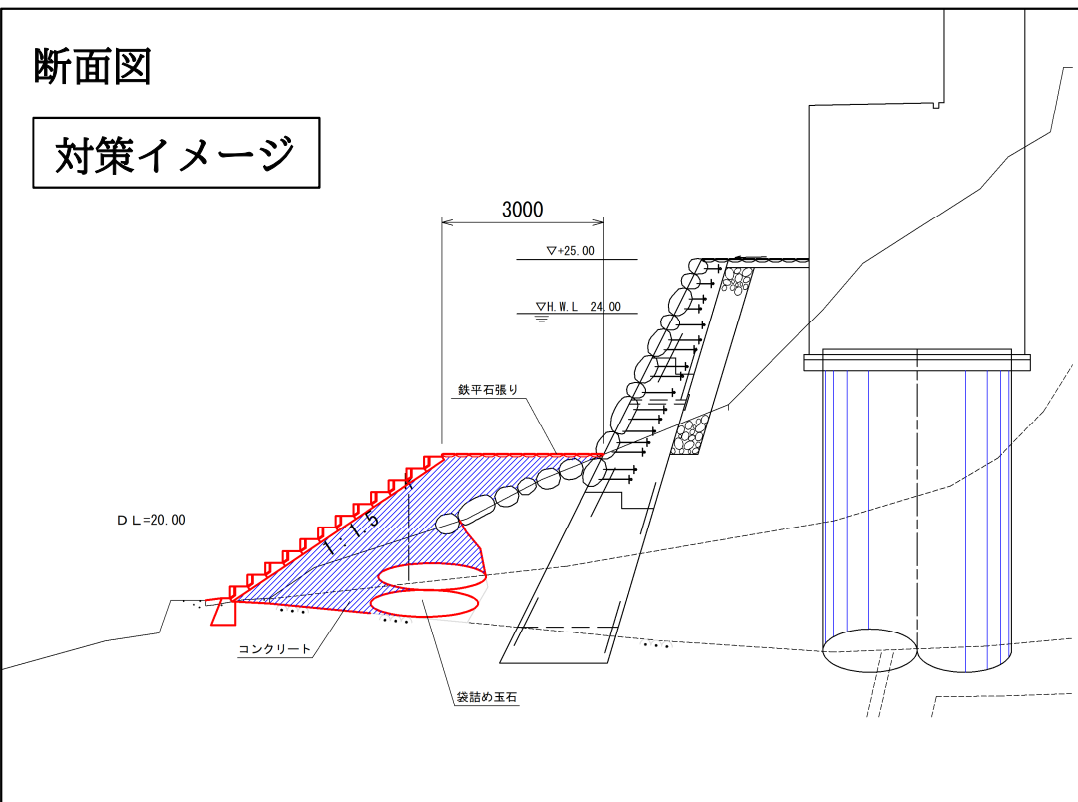 断面図
対策イメージ
3000
▽+25.00
▽H.W.L 24.00
鉄平石張り
DL=20.00
1:1.5
コンクリート
袋詰め玉石